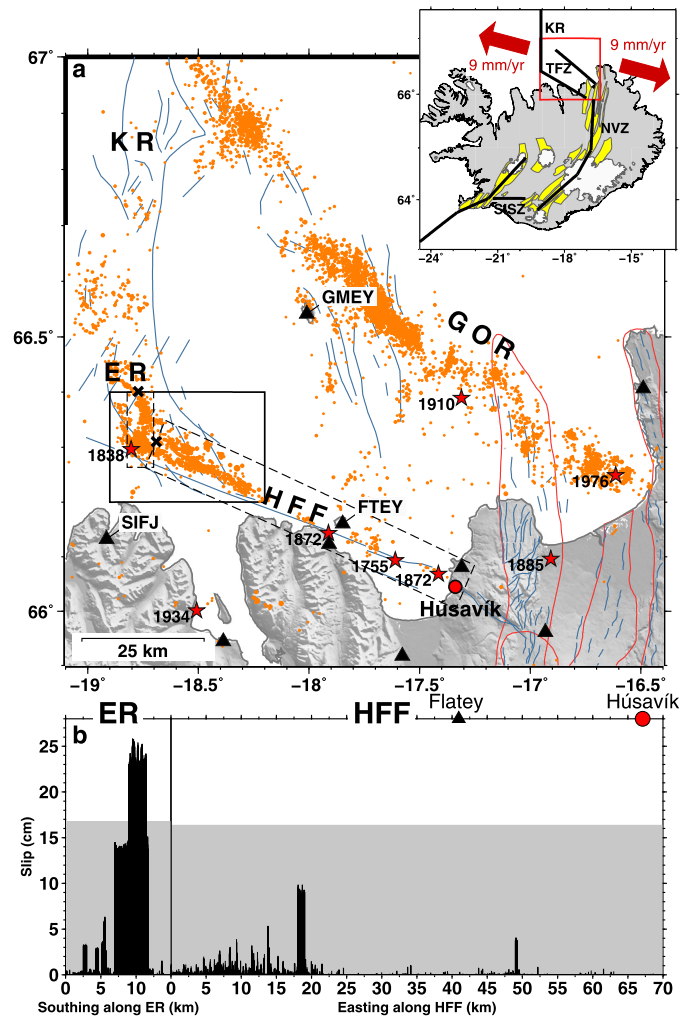 KR
9 mm/yr
9 mm/yr
TFZ
NVZ
SISZ
66°
64°
−24° −21° −18° −15°
67°
66.5°
66°
a
K R
GMEY
G O R
E R
1910
1838
1976
H F F
FTEY
SIFJ
1872
1755
1872
1885
Húsavík
1934
25 km
−19° −18.5° −18° −17.5° −17° −16.5°
ER HFF Flatey Húsavík
b
Slip (cm)
25
20
15
10
5
0
0 5 10 0 5 10 15 20 25 30 35 40 45 50 55 60 65 70
Southing along ER (km) Easting along HFF (km)